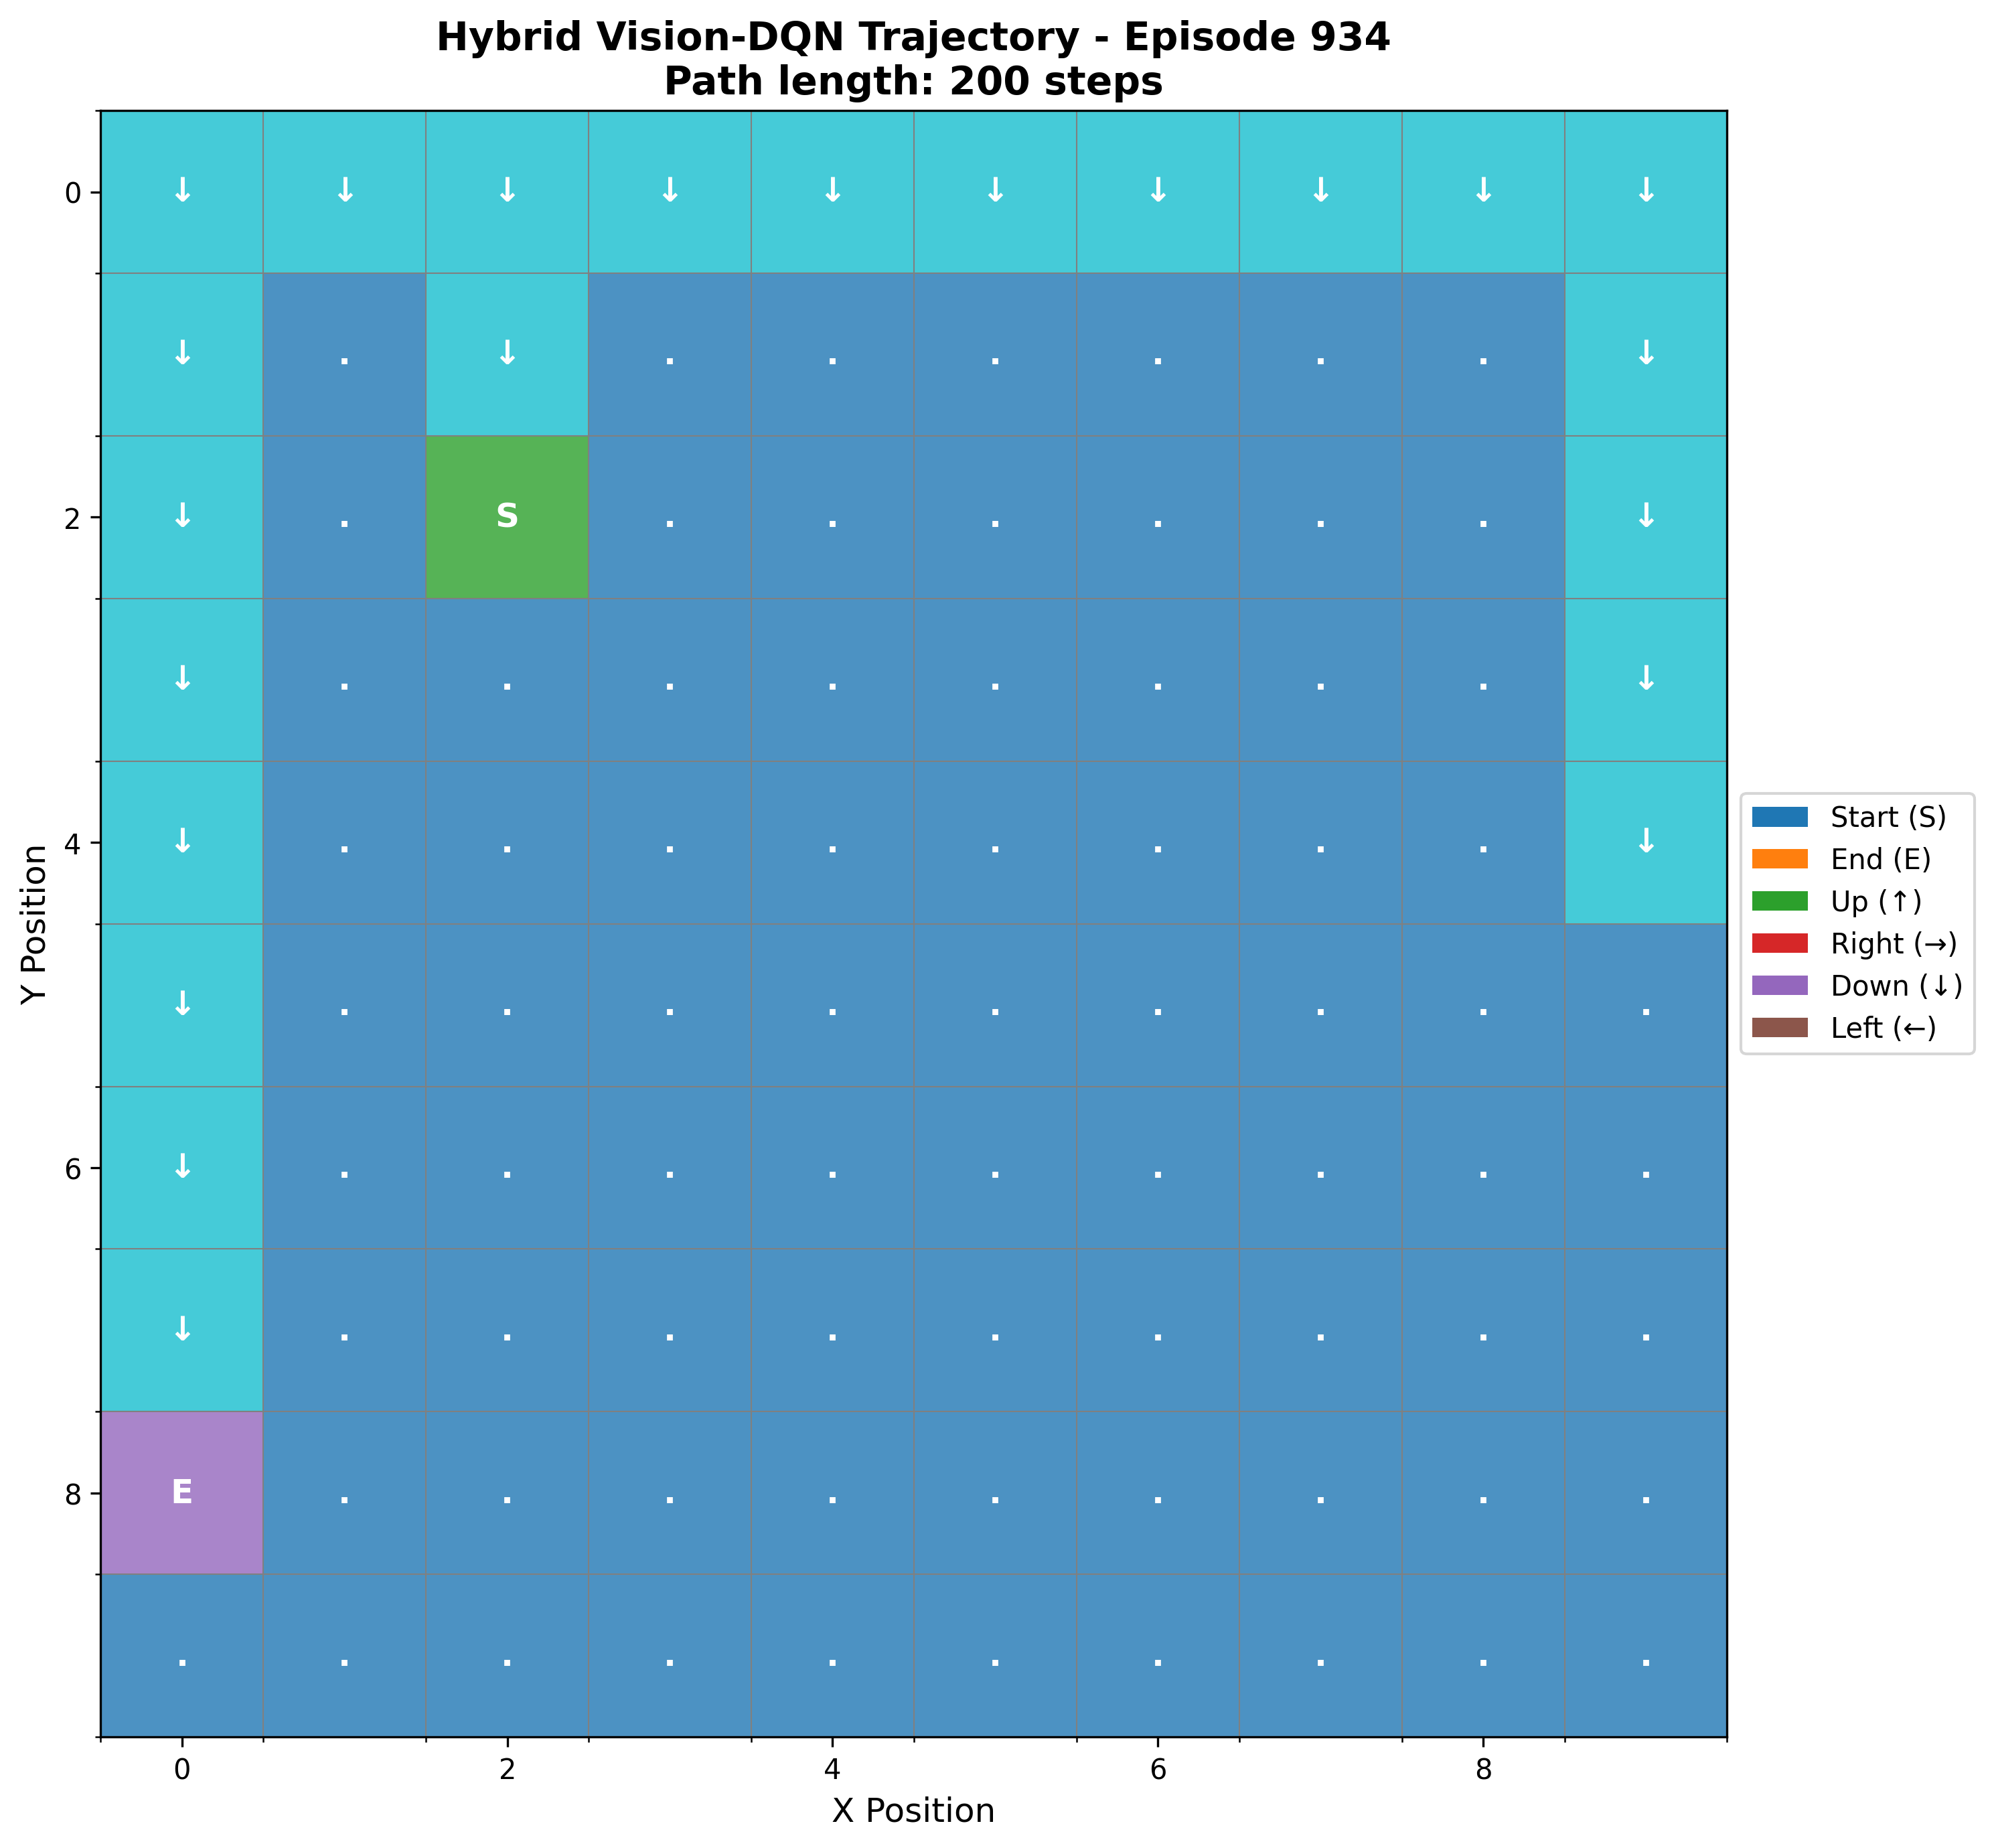 Hybrid Vision-DQN Trajectory - Episode 934
Path length: 200 steps
0 ↓ ↓ ↓ ↓ ↓ ↓ ↓ ↓ ↓ ↓
↓ . ↓ . . . . . . ↓
2 ↓ . S . . . . . . ↓
↓ . . . . . . . . ↓
4 ↓ . . . . . . . . ↓
↓ . . . . . . . . .
6 ↓ . . . . . . . . .
↓ . . . . . . . . .
8 E . . . . . . . . .
. . . . . . . . . .
0 2 4 6 8
X Position
Y Position
Start (S)
End (E)
Up (↑)
Right (→)
Down (↓)
Left (←)